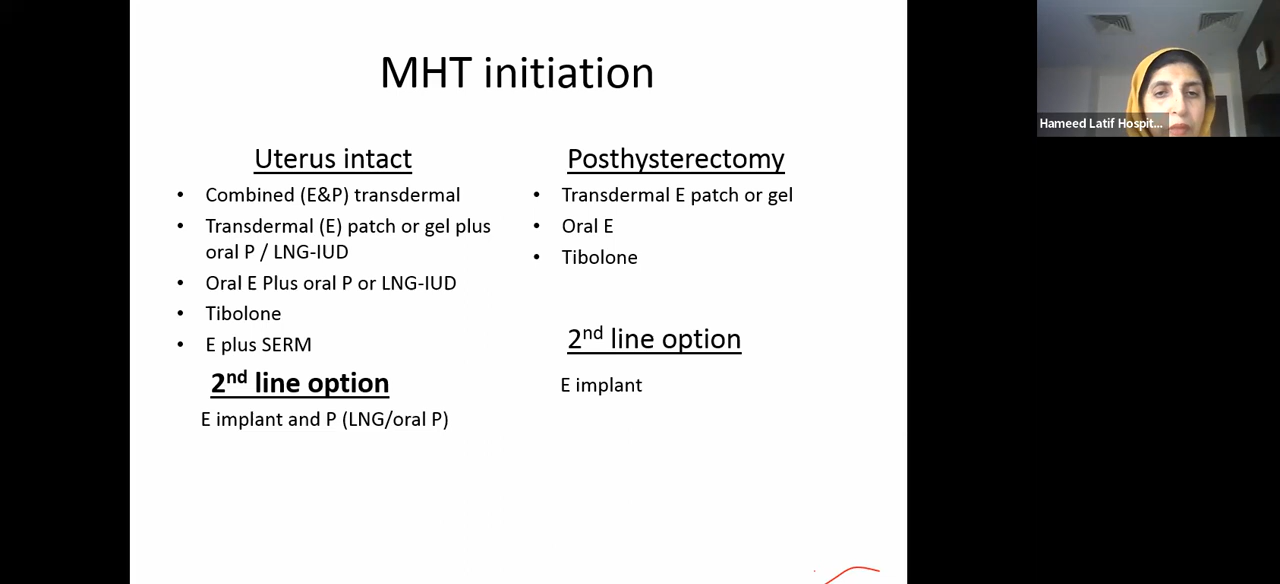 MHT initiation
Uterus intact
• Combined (E&P) transdermal
• Transdermal (E) patch or gel plus
oral P / LNG-IUD
• Oral E Plus oral P or LNG-IUD
• Tibolone
• E plus SERM
2nd line option
E implant and P (LNG/oral P)
Posthysterectomy
• Transdermal E patch or gel
• Oral E
• Tibolone
2nd line option
E implant
Hameed Latif Hospit...